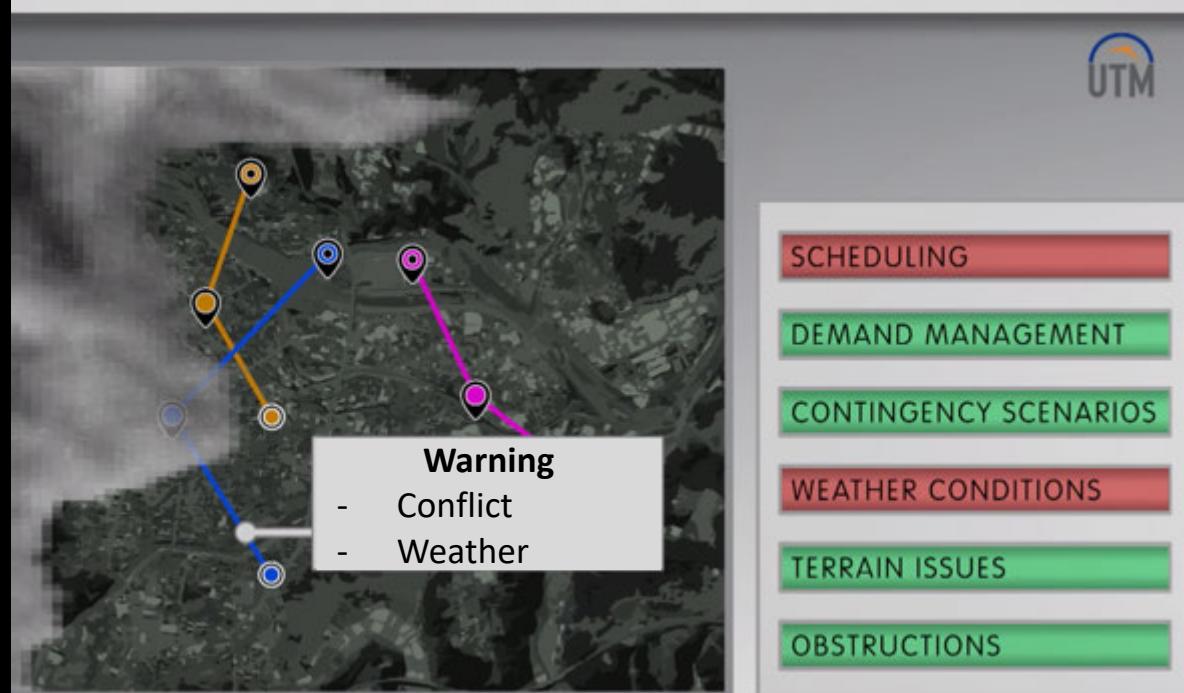 UTM
Warning
- Conflict
- Weather
SCHEDULING
DEMAND MANAGEMENT
CONTINGENCY SCENARIOS
WEATHER CONDITIONS
TERRAIN ISSUES
OBSTRUCTIONS